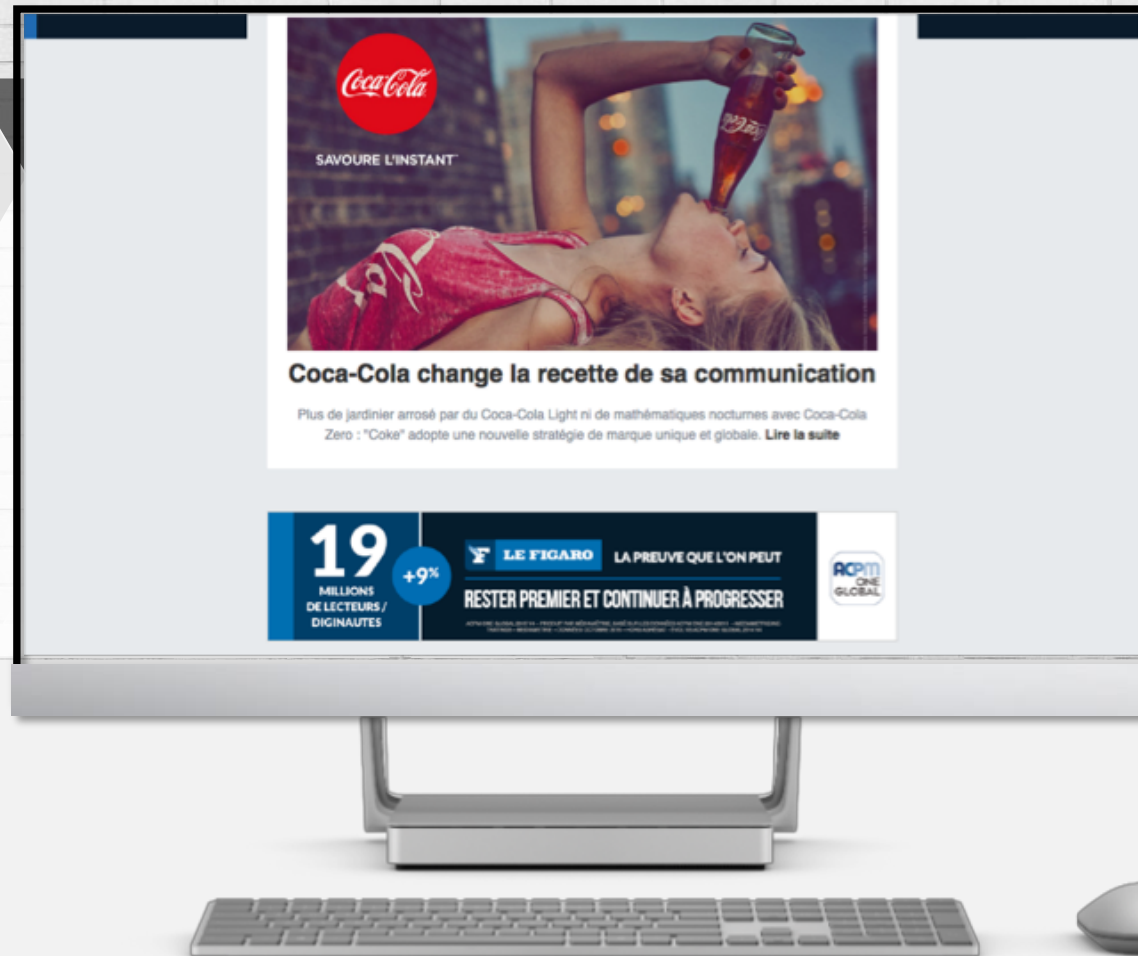 Coca-Cola
SAVOURE L'INSTANT™
Coca-Cola
Coca-Cola change la recette de sa communication
Plus de jardinier arrosé par du Coca-Cola Light ni de mathématiques nocturnes avec Coca-Cola
Zero : "Coke" adopte une nouvelle stratégie de marque unique et globale. Lire la suite
19
MILLIONS
DE LECTEURS /
DIGINAUTES
+9%
LE FIGARO LA PREUVE QUE L'ON PEUT
RESTER PREMIER ET CONTINUER À PROGRESSER
ACPM
ONE
GLOBAL